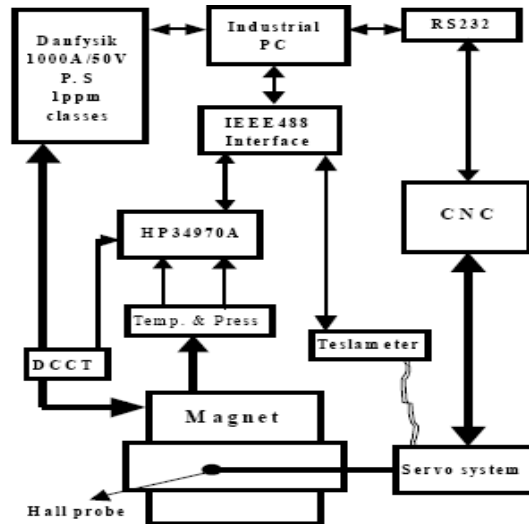 Danfysik
1000A/50V
P. S
1ppm
classes
Industrial
PC
RS232
IEEE488
Interface
CNC
HP34970A
Temp. & Press
Teslameter
DCCT
Magnet
Servo system
Hall probe